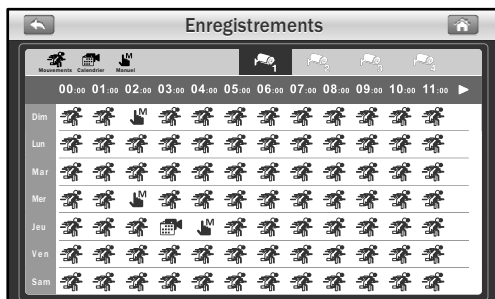 Enregistrements
Mouvements Calendrier Manuel 1 2 3 4
00:00 01:00 02:00 03:00 04:00 05:00 06:00 07:00 08:00 09:00 10:00 11:00
Dim M
Lun
Mar
Mer M
Jeu M
Ven
Sam